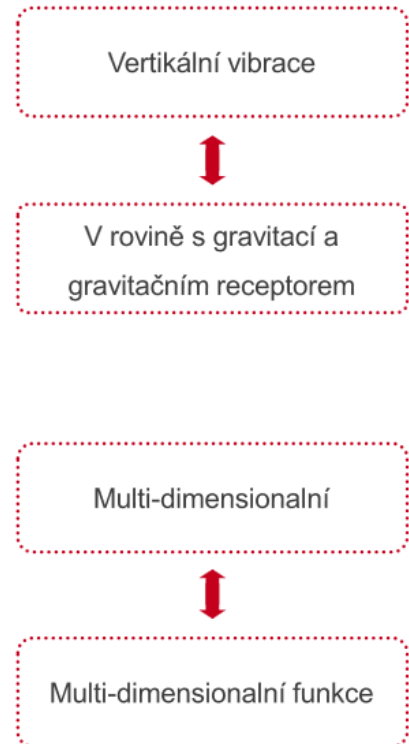 Vertikální vibrace
V rovině s gravitací a
gravitačním receptorem
Multi-dimensionalní
Multi-dimensionalní funkce